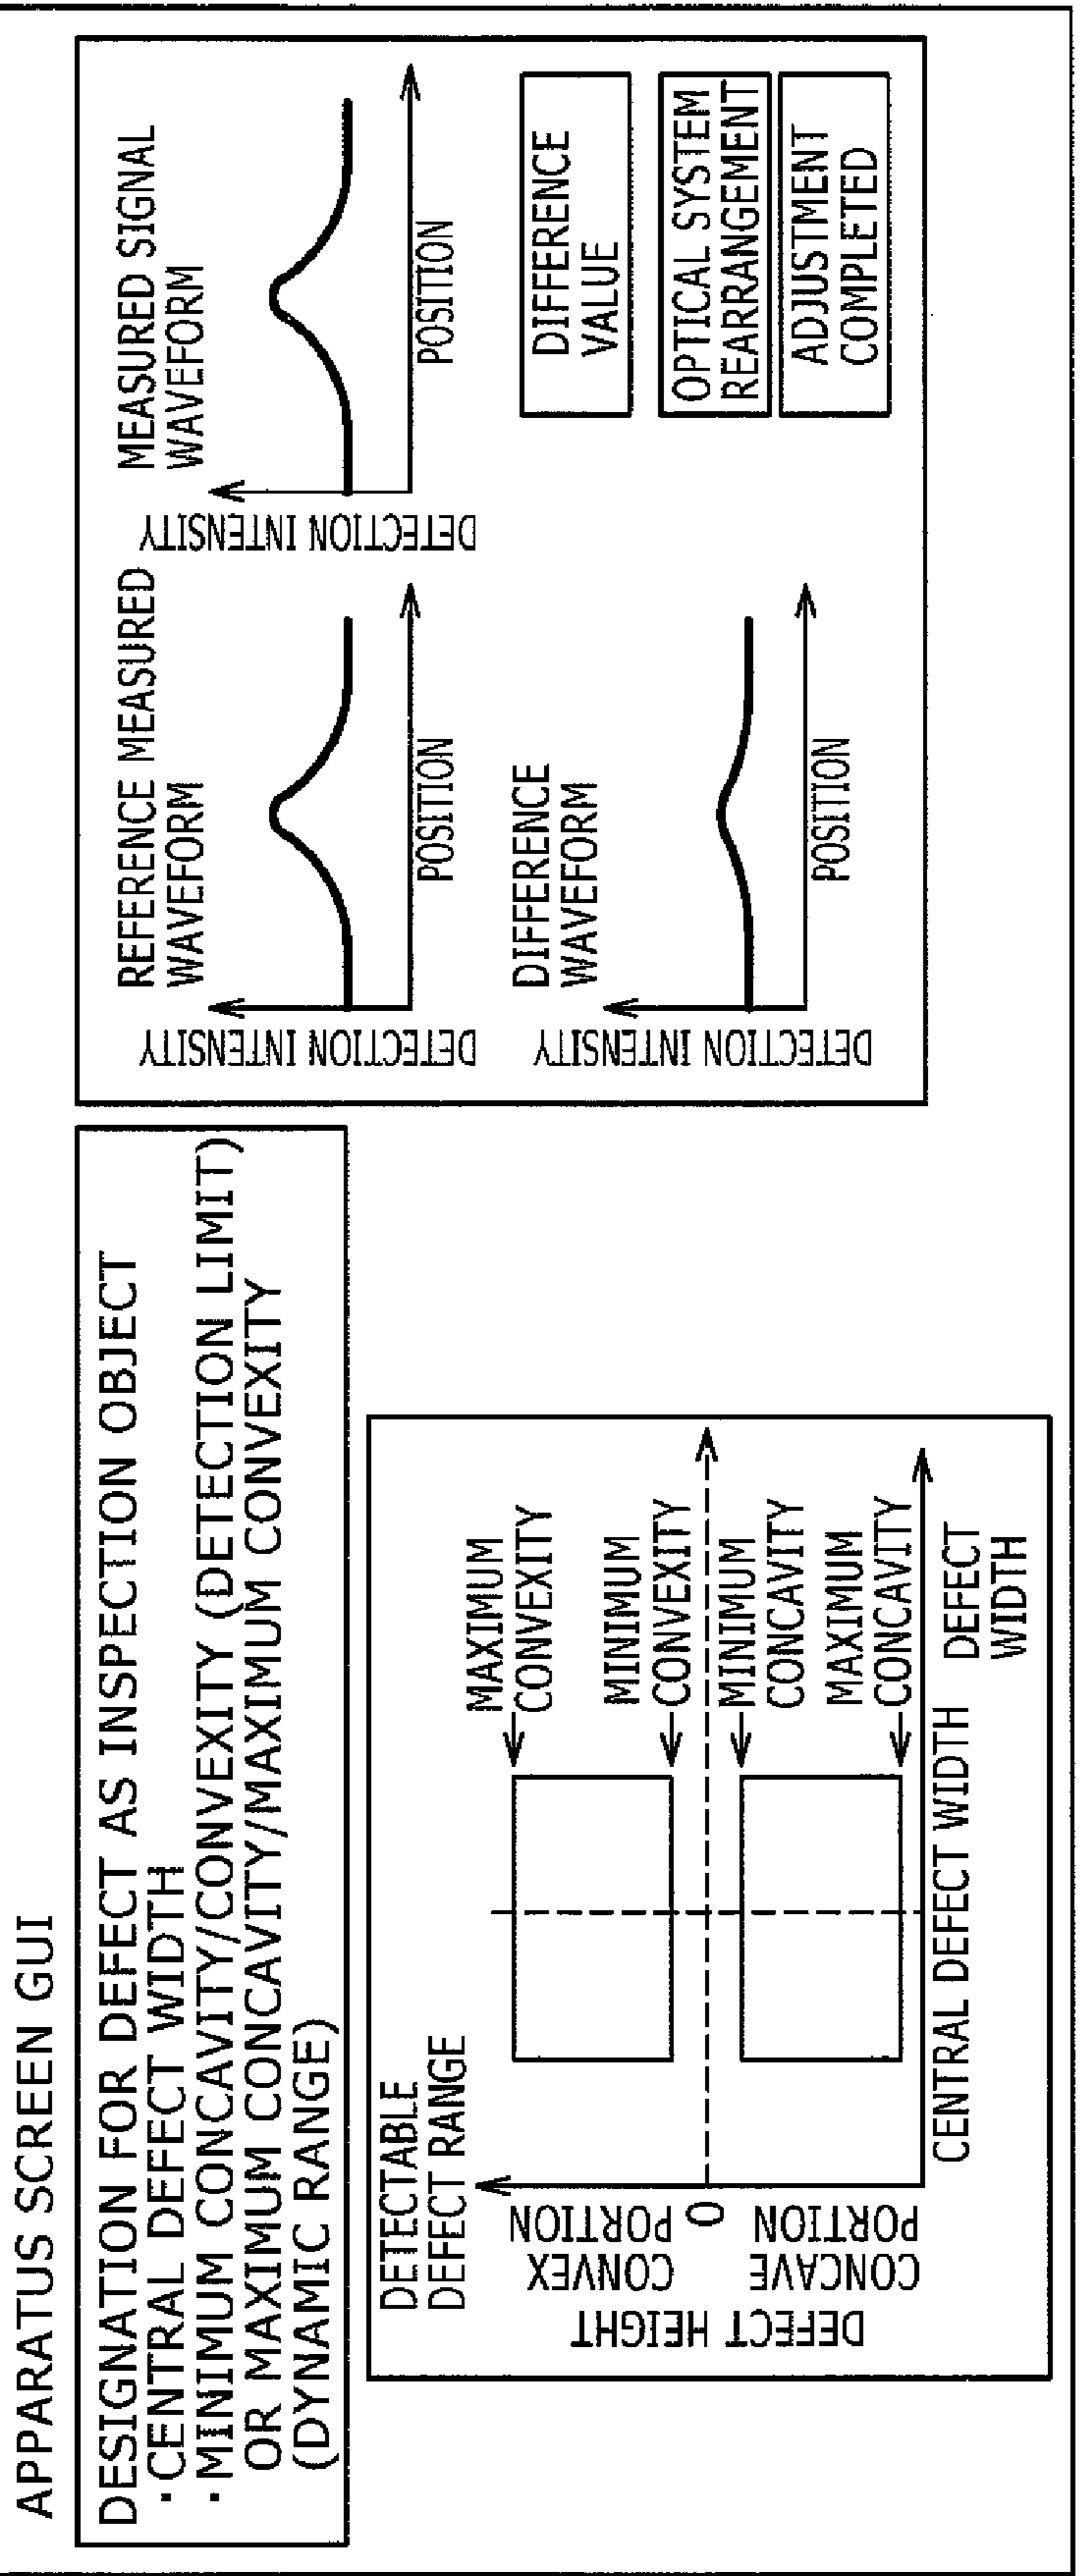 APPARATUS SCREEN GUI
DESIGNATION FOR DEFECT AS INSPECTION OBJECT
·CENTRAL DEFECT WIDTH
·MINIMUM CONCAVITY/CONVEXITY (DETECTION LIMIT)
OR MAXIMUM CONCAVITY/MAXIMUM CONVEXITY
(DYNAMIC RANGE)
DETECTABLE
DEFECT RANGE
DEFECT HEIGHT
CONVEX
PORTION
0
CONCAVE
PORTION
MAXIMUM
CONVEXITY
MINIMUM
CONVEXITY
MINIMUM
CONCAVITY
MAXIMUM
CONCAVITY
CENTRAL DEFECT WIDTH
DEFECT
WIDTH
REFERENCE MEASURED
WAVEFORM
DETECTION INTENSITY
POSITION
MEASURED SIGNAL
WAVEFORM
DETECTION INTENSITY
POSITION
DIFFERENCE
WAVEFORM
DETECTION INTENSITY
POSITION
DIFFERENCE
VALUE
OPTICAL SYSTEM
REARRANGEMENT
ADJUSTMENT
COMPLETED